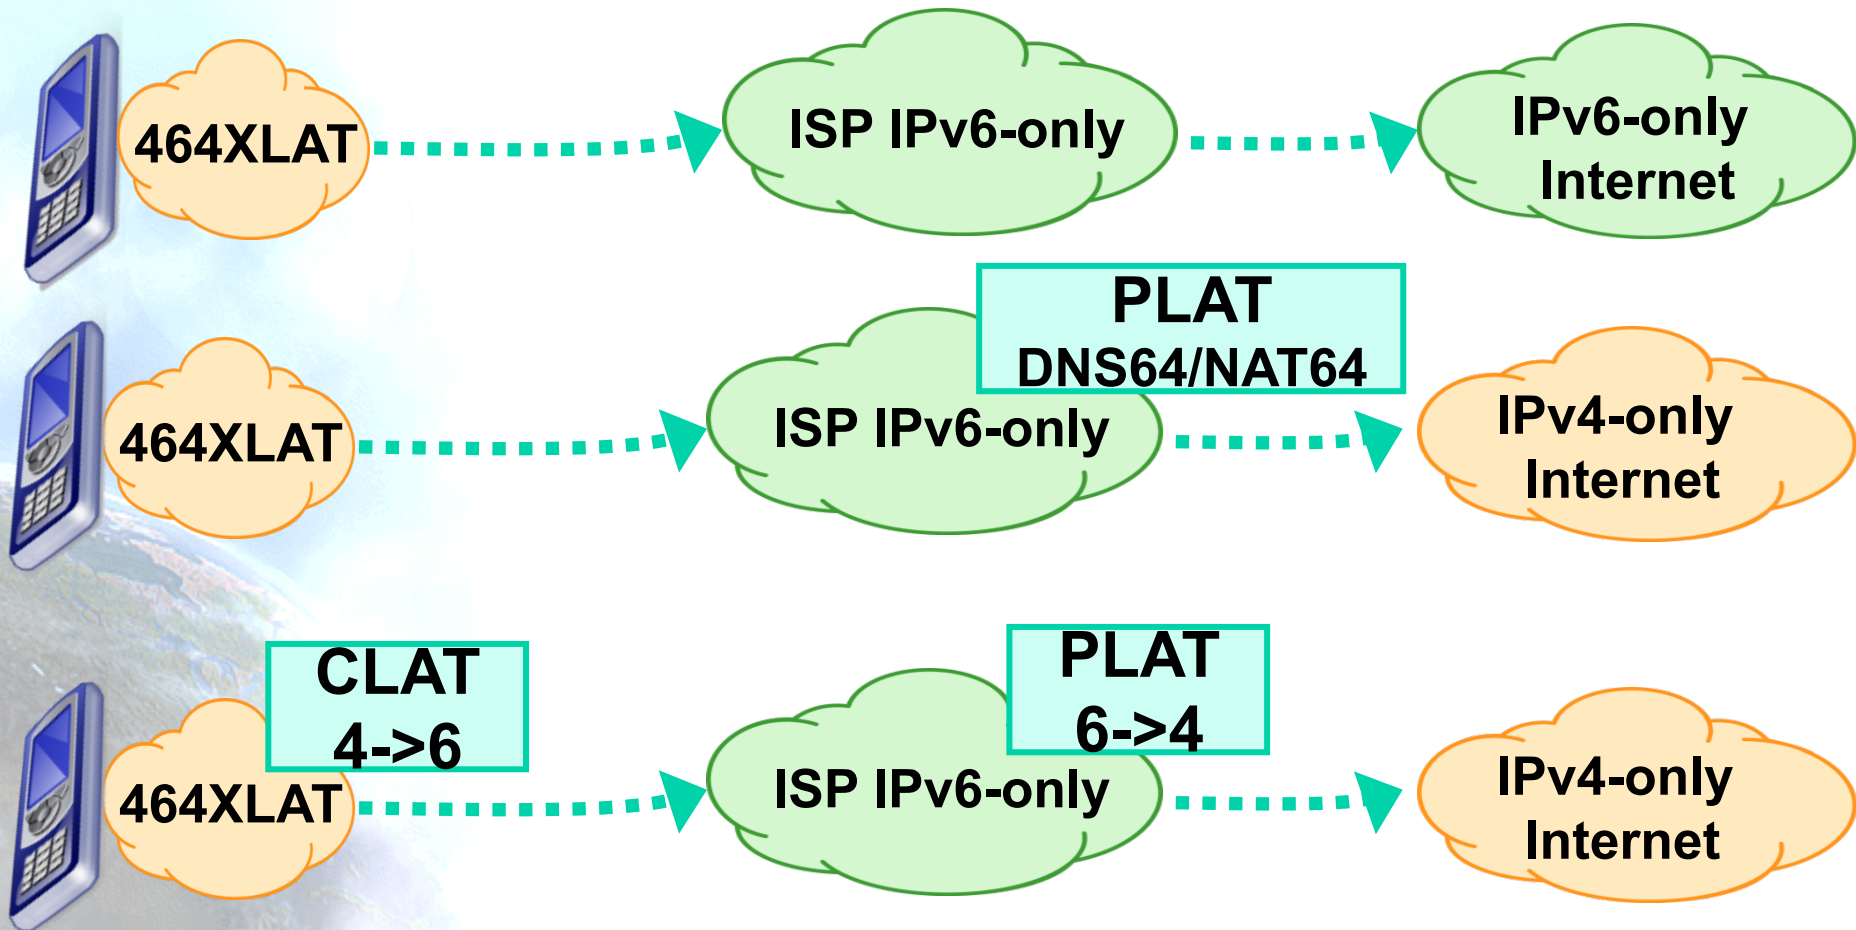 464XLAT
ISP IPv6-only
IPv6-only
Internet
PLAT
DNS64/NAT64
464XLAT
ISP IPv6-only
IPv4-only
Internet
CLAT
4->6
PLAT
6->4
464XLAT
ISP IPv6-only
IPv4-only
Internet